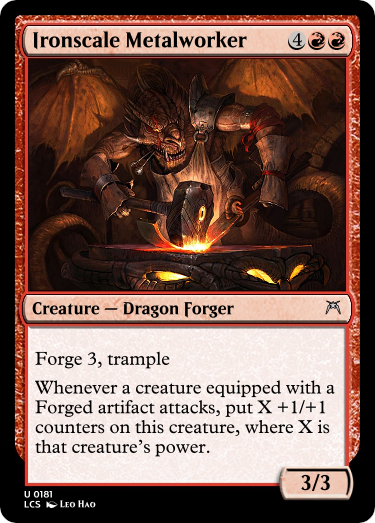 Ironscale Metalworker 4
Creature — Dragon Forger
Forge 3, trample
Whenever a creature equipped with a
Forged artifact attacks, put X +1/+1
counters on this creature, where X is
that creature's power.
3/3
U 0181
LCS Leo Hao